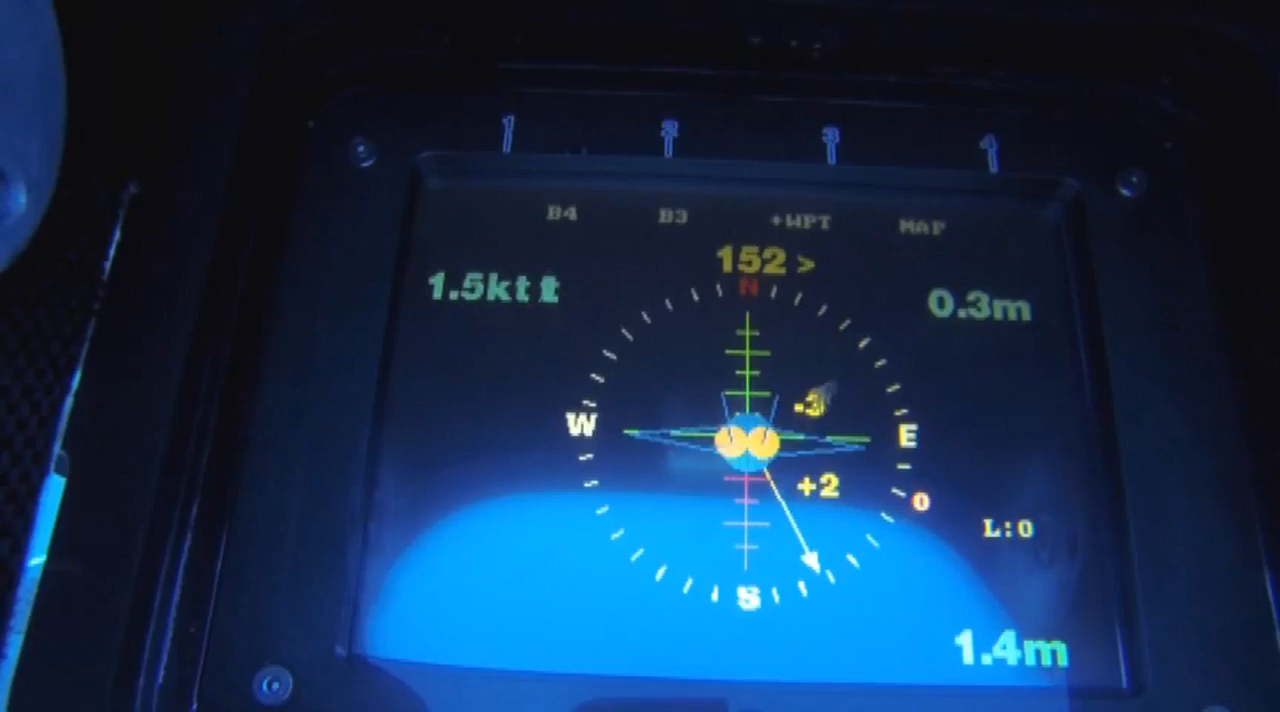 1 2 3 4
B4 B3 +WPT MAP
152 >
1.5kt t 0.3m
N
-3
W E
+2
0
L:0
S
1.4m